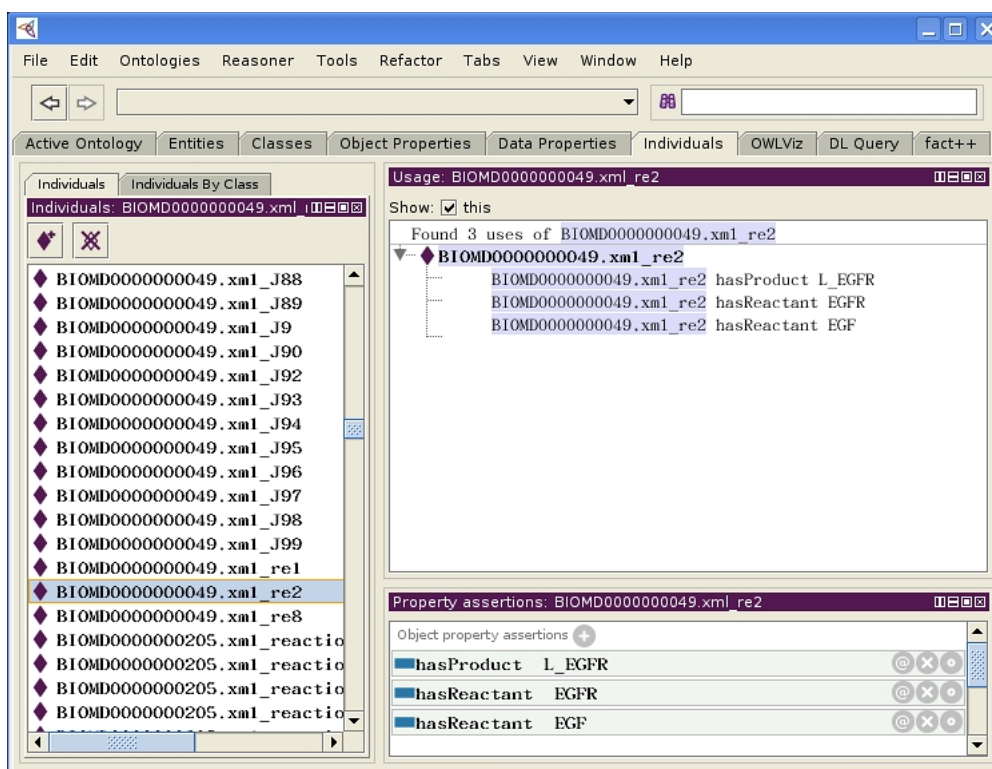 File Edit Ontologies Reasoner Tools Refactor Tabs View Window Help
Active Ontology Entities Classes Object Properties Data Properties Individuals OWLViz DL Query fact++
Individuals Individuals By Class
Individuals: BIOMD0000000049.xml_
BIOMD0000000049.xml_J88
BIOMD0000000049.xml_J89
BIOMD0000000049.xml_J9
BIOMD0000000049.xml_J90
BIOMD0000000049.xml_J92
BIOMD0000000049.xml_J93
BIOMD0000000049.xml_J94
BIOMD0000000049.xml_J95
BIOMD0000000049.xml_J96
BIOMD0000000049.xml_J97
BIOMD0000000049.xml_J98
BIOMD0000000049.xml_J99
BIOMD0000000049.xml_re1
BIOMD0000000049.xml_re2
BIOMD0000000049.xml_re8
BIOMD0000000205.xml_reactio
BIOMD0000000205.xml_reactio
BIOMD0000000205.xml_reactio
BIOMD0000000205.xml_reactio
Usage: BIOMD0000000049.xml_re2
Show: this
Found 3 uses of BIOMD0000000049.xml_re2
BIOMD0000000049.xml_re2
BIOMD0000000049.xml_re2 hasProduct L_EGFR
BIOMD0000000049.xml_re2 hasReactant EGFR
BIOMD0000000049.xml_re2 hasReactant EGF
Property assertions: BIOMD0000000049.xml_re2
Object property assertions
hasProduct L_EGFR
hasReactant EGFR
hasReactant EGF